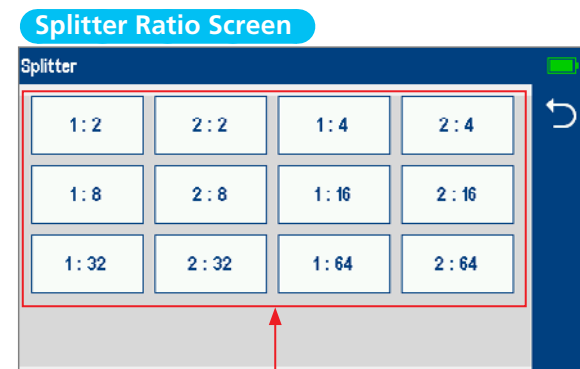 Splitter Ratio Screen
Splitter
1 : 2 2 : 2 1 : 4 2 : 4
1 : 8 2 : 8 1 : 16 2 : 16
1 : 32 2 : 32 1 : 64 2 : 64